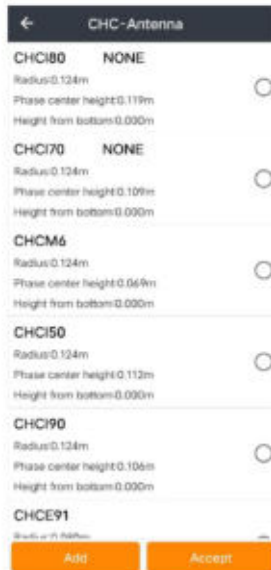 CHC-Antenna
CHCI80 NONE
Radius:0.124m
Phase center height:0.119m
Height from bottom:0.000m
CHCI70 NONE
Radius:0.124m
Phase center height:0.109m
Height from bottom:0.000m
CHCM6
Radius:0.124m
Phase center height:0.069m
Height from bottom:0.000m
CHCI50
Radius:0.124m
Phase center height:0.112m
Height from bottom:0.000m
CHCI90
Radius:0.124m
Phase center height:0.106m
Height from bottom:0.000m
CHCE91
Add Accept